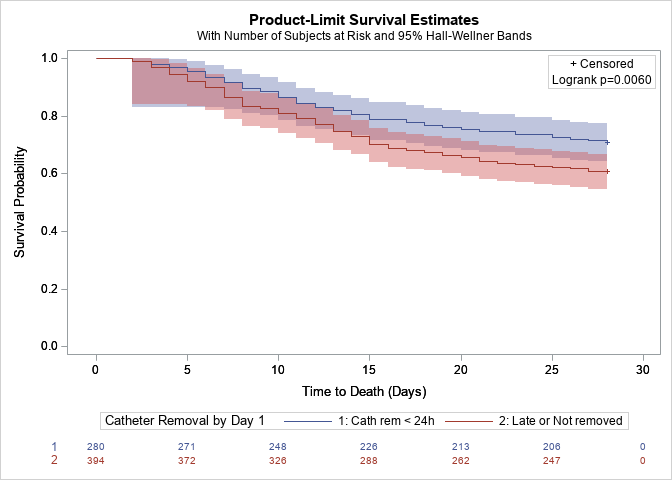 Product-Limit Survival Estimates
With Number of Subjects at Risk and 95% Hall-Wellner Bands
+ Censored
Logrank p=0.0060
Survival Probability
1.0
0.8
0.6
0.4
0.2
0.0
0 5 10 15 20 25 30
Time to Death (Days)
Catheter Removal by Day 1 1: Cath rem < 24h 2: Late or Not removed
1 280 271 248 226 213 206 0
2 394 372 326 288 262 247 0